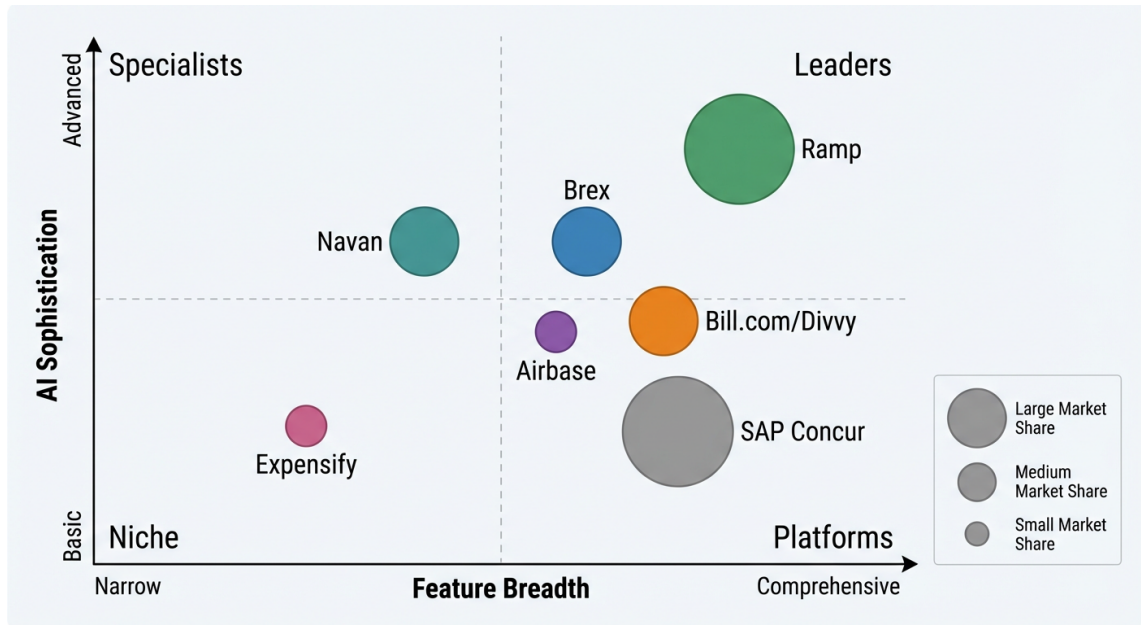 Specialists
Leaders
Advanced
Ramp
Brex
Navan
AI Sophistication
Bill.com/Divvy
Airbase
SAP Concur
Expensify
Basic
Niche
Platforms
Narrow
Feature Breadth
Comprehensive
Large Market
Share
Medium
Market Share
Small Market
Share